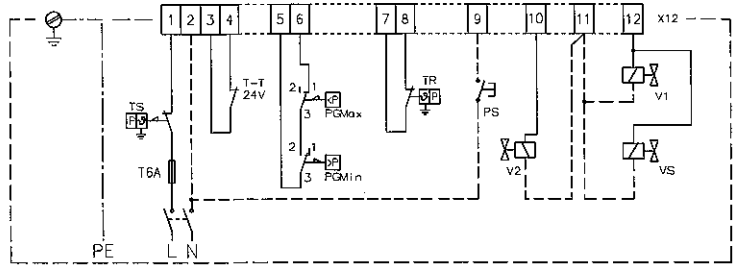 1 2 3 4 5 6 7 8 9 10 11 12 X12
T-T
24V
TR
TS
P
2 1
P
3
PGMax
P
PS
V1
2 1
P
3
PGMin
V2
VS
T6A
PE
L N